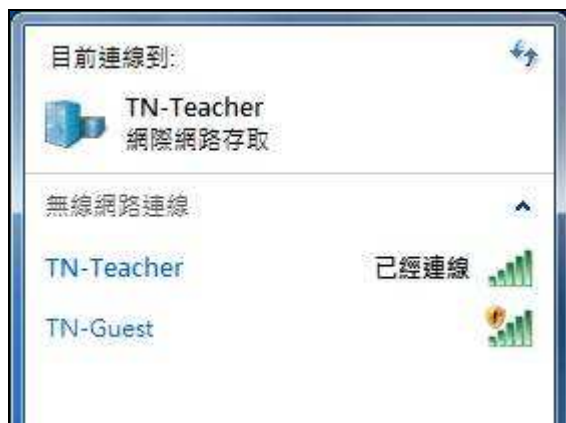 目前連線到:
TN-Teacher
網際網路存取
無線網路連線
TN-Teacher 已經連線
TN-Guest